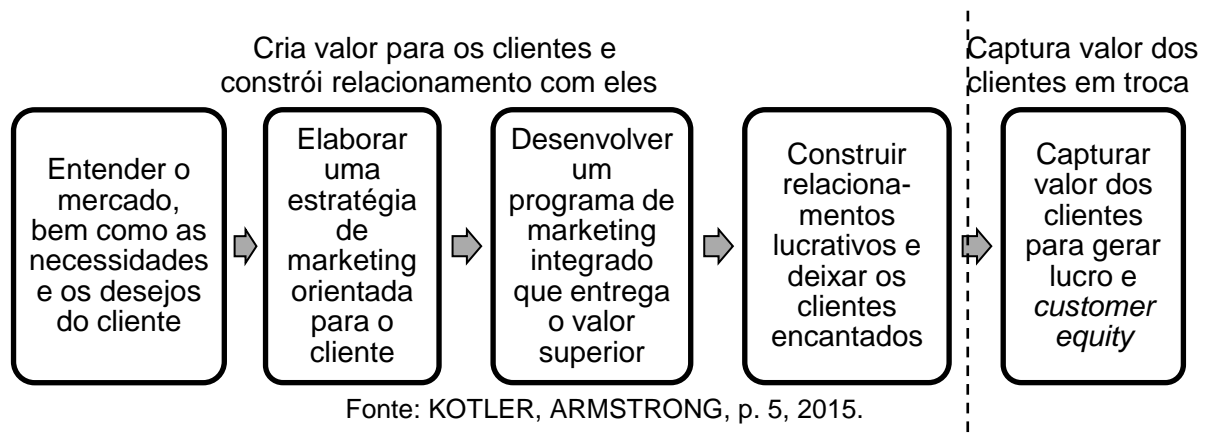 Cria valor para os clientes e
constrói relacionamento com eles
Captura valor dos
clientes em troca
Entender o
mercado,
bem como as
necessidades
e os desejos
do cliente
Elaborar
uma
estratégia
de
marketing
orientada
para o
cliente
Desenvolver
um
programa de
marketing
integrado
que entrega
o valor
superior
Construir
relaciona-
mentos
lucrativos e
deixar os
clientes
encantados
Capturar
valor dos
clientes
para gerar
lucro e
customer
equity
Fonte: KOTLER, ARMSTRONG, p. 5, 2015.